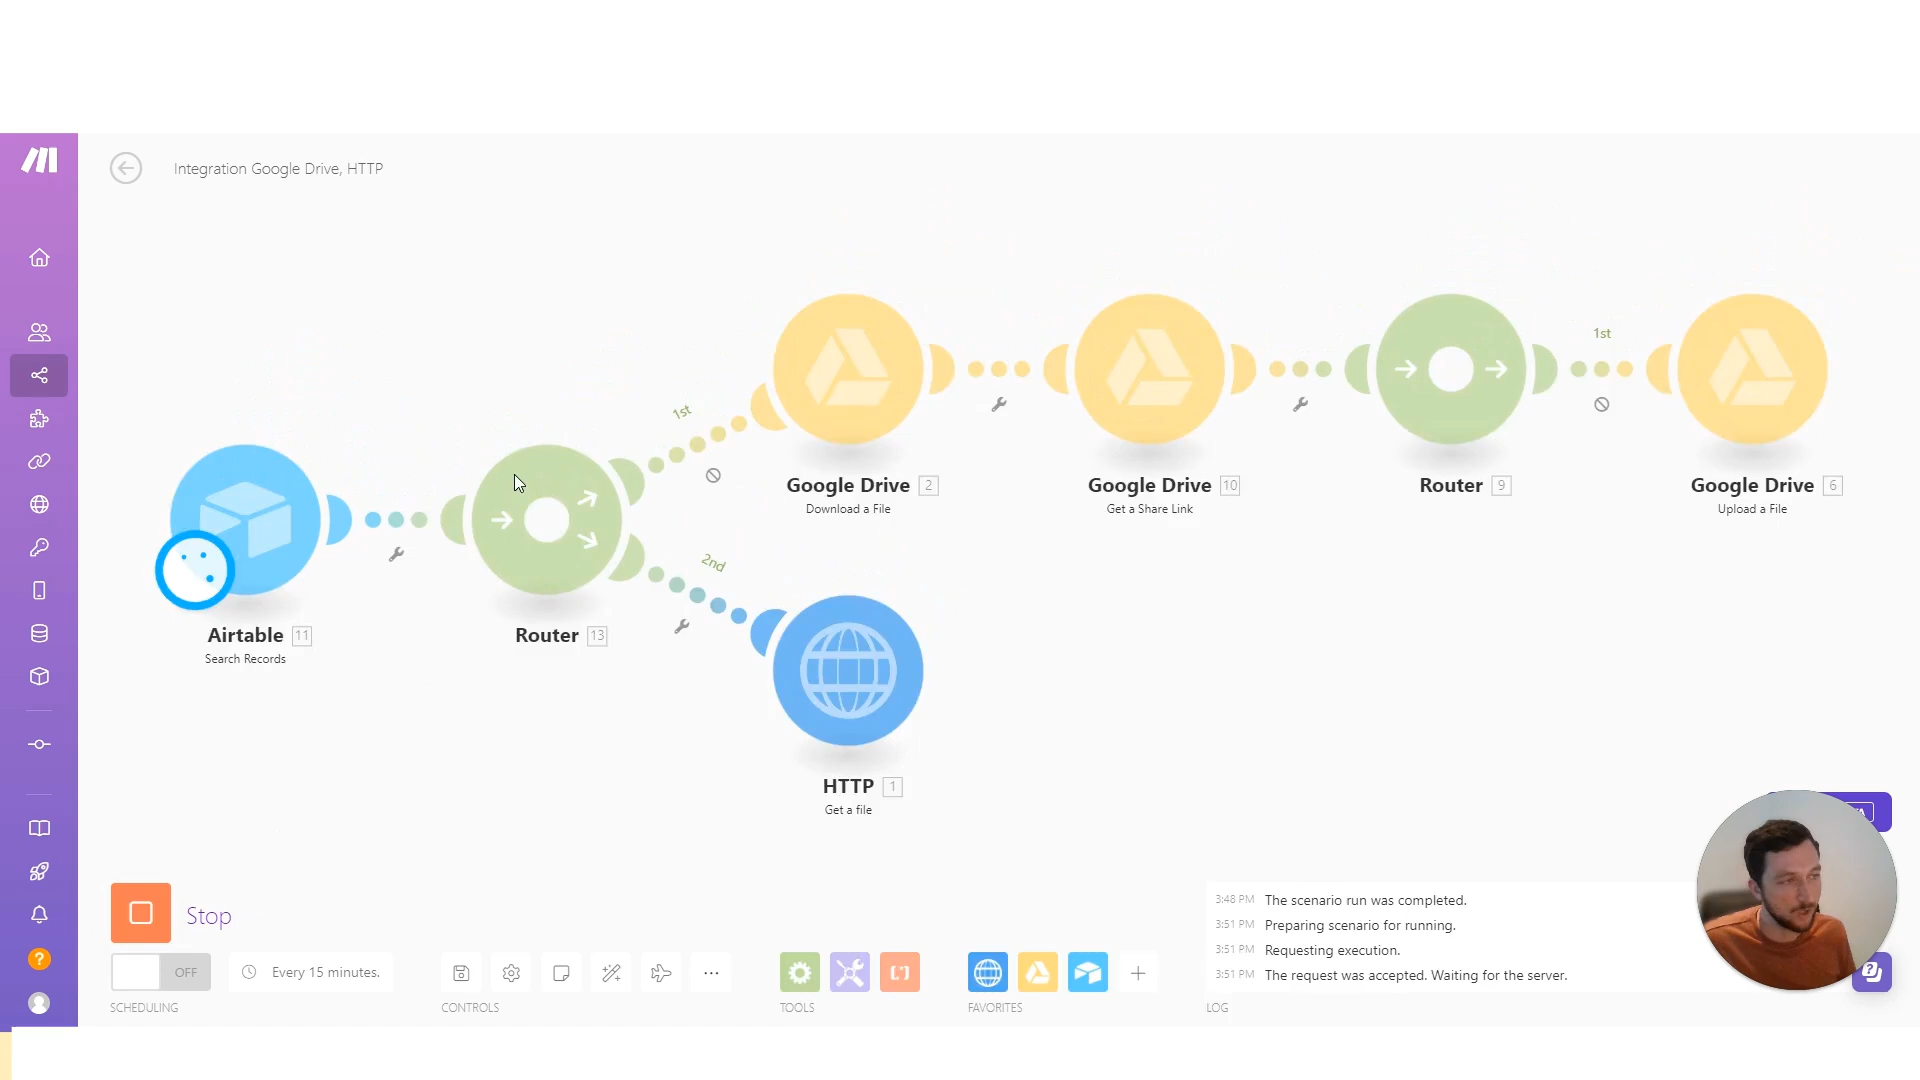 Integration Google Drive, HTTP
1st
1st
2nd
Google Drive 2
Download a File
Google Drive 10
Get a Share Link
Router 9
Google Drive 6
Upload a File
Airtable 11
Search Records
Router 13
HTTP 1
Get a file
Stop
OFF
Every 15 minutes.
SCHEDULING
CONTROLS
TOOLS
FAVORITES
LOG
3:48 PM The scenario run was completed.
3:51 PM Preparing scenario for running.
3:51 PM Requesting execution.
3:51 PM The request was accepted. Waiting for the server.
?
?